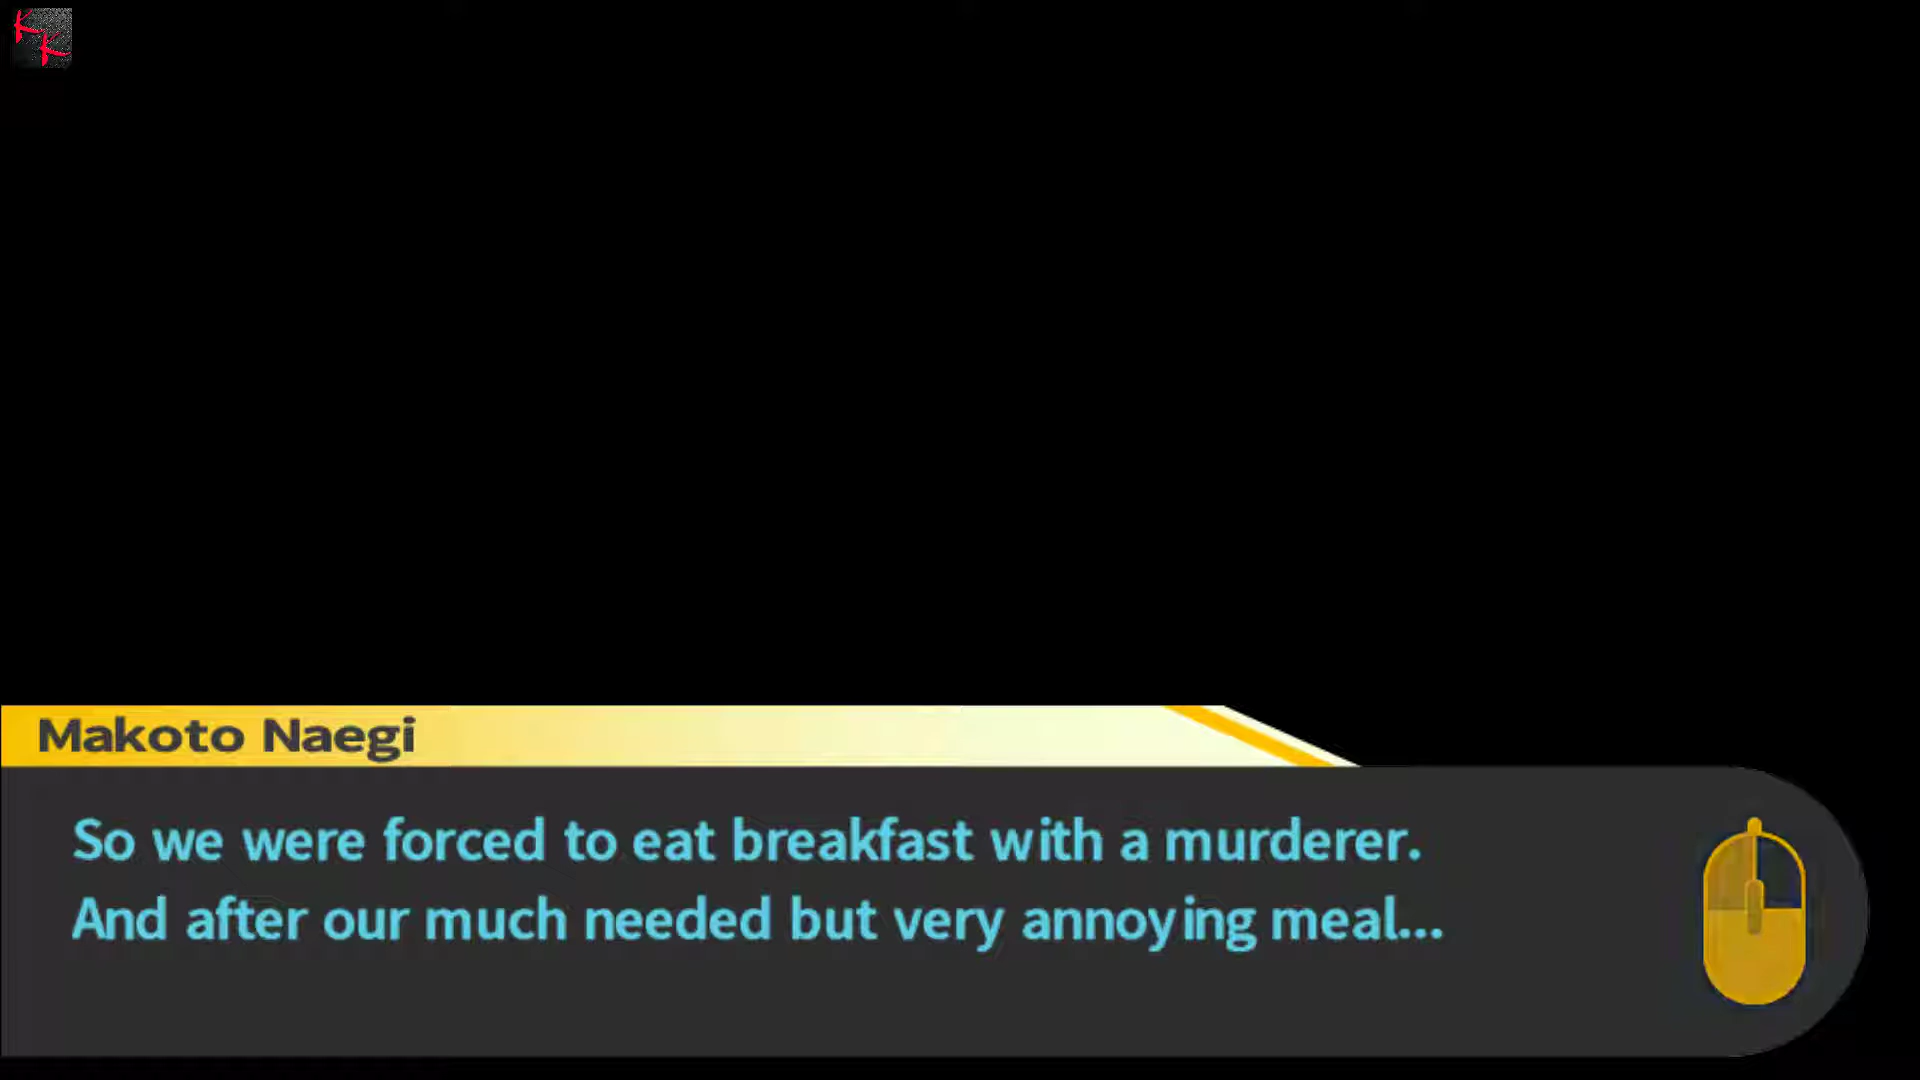 KK
Makoto Naegi
So we were forced to eat breakfast with a murderer.
And after our much needed but very annoying meal...